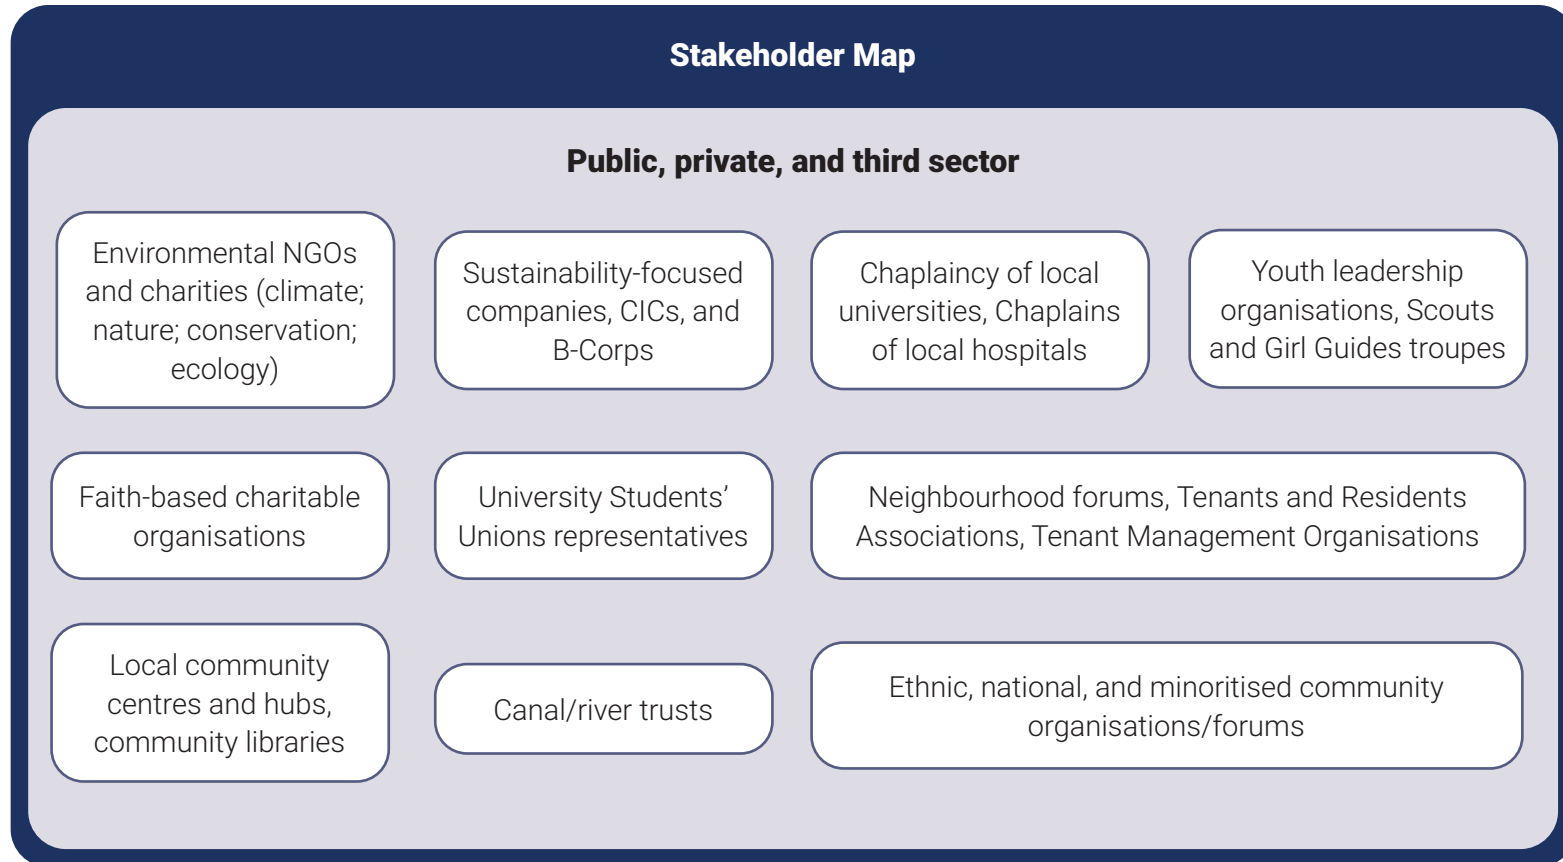 Stakeholder Map
Public, private, and third sector
Environmental NGOs
and charities (climate;
nature; conservation;
ecology)
Sustainability-focused
companies, CICs, and
B-Corps
Chaplaincy of local
universities, Chaplains
of local hospitals
Youth leadership
organisations, Scouts
and Girl Guides troupes
Faith-based charitable
organisations
University Students’
Unions representatives
Neighbourhood forums, Tenants and Residents
Associations, Tenant Management Organisations
Local community
centres and hubs,
community libraries
Canal/river trusts
Ethnic, national, and minoritised community
organisations/forums